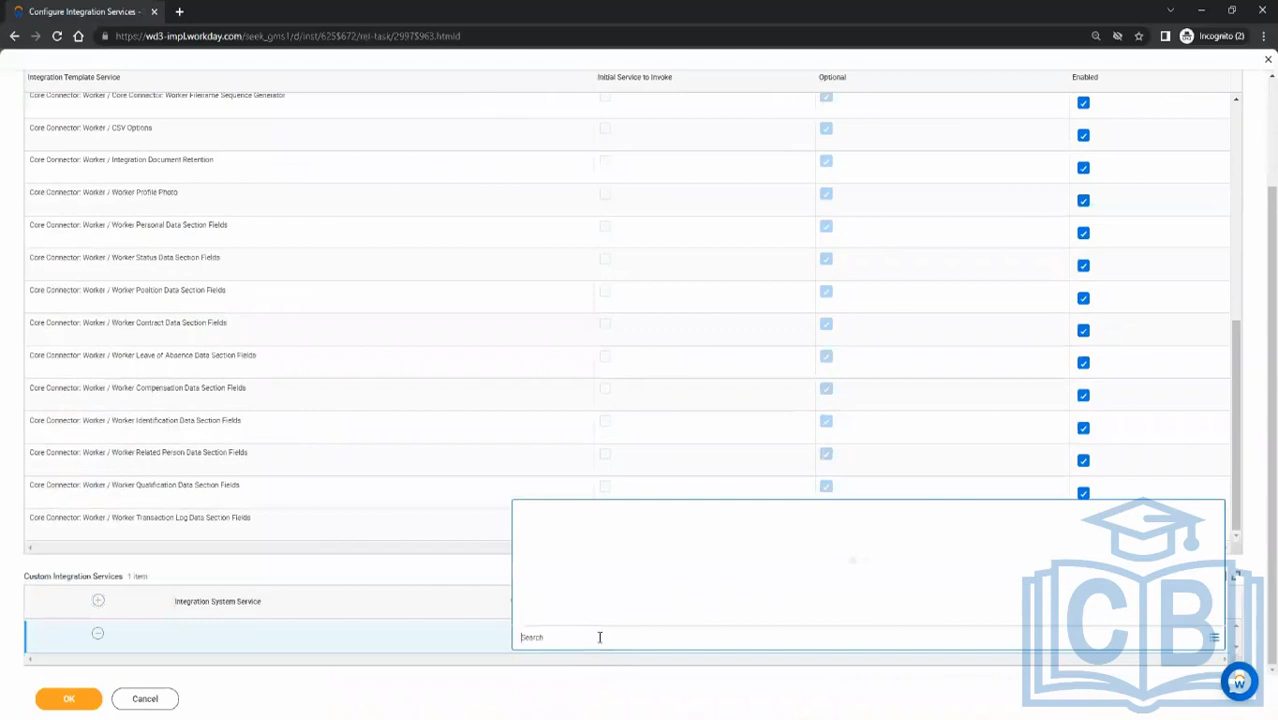 Configure Integration Services -
Incognito (2)
https://wd3-impl.workday.com/seek_gms1/d/inst/625$672/rel-task/2997$963.htmld
Integration Template Service
Initial Service to Invoke
Optional
Enabled
Core Connector: Worker / Core Connector: Worker Filename Sequence Generator
Core Connector: Worker / CSV Options
Core Connector: Worker / Integration Document Retention
Core Connector: Worker / Worker Profile Photo
Core Connector: Worker / Worker Personal Data Section Fields
Core Connector: Worker / Worker Status Data Section Fields
Core Connector: Worker / Worker Position Data Section Fields
Core Connector: Worker / Worker Contract Data Section Fields
Core Connector: Worker / Worker Leave of Absence Data Section Fields
Core Connector: Worker / Worker Compensation Data Section Fields
Core Connector: Worker / Worker Identification Data Section Fields
Core Connector: Worker / Worker Related Person Data Section Fields
Core Connector: Worker / Worker Qualification Data Section Fields
Core Connector: Worker / Worker Transaction Log Data Section Fields
Custom Integration Services 1 item
Integration System Service
Search
OK
Cancel
CB
W